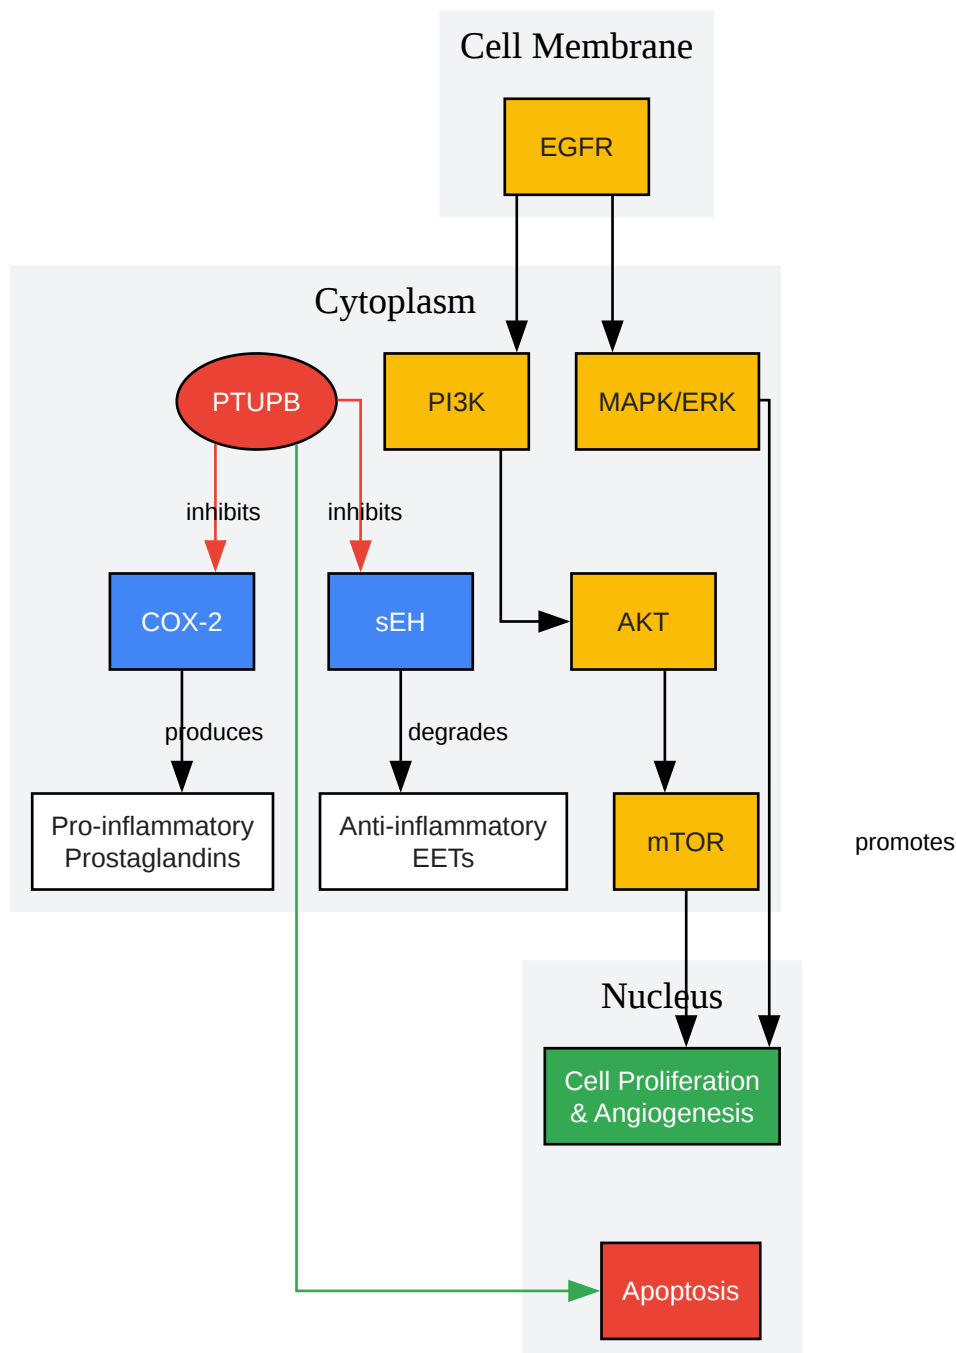 Cell Membrane
EGFR
Cytoplasm
PTUPB
PI3K
MAPK/ERK
inhibits
inhibits
COX-2
sEH
AKT
produces
degrades
Pro-inflammatory
Prostaglandins
Anti-inflammatory
EETs
mTOR
promotes
Nucleus
Cell Proliferation
& Angiogenesis
Apoptosis